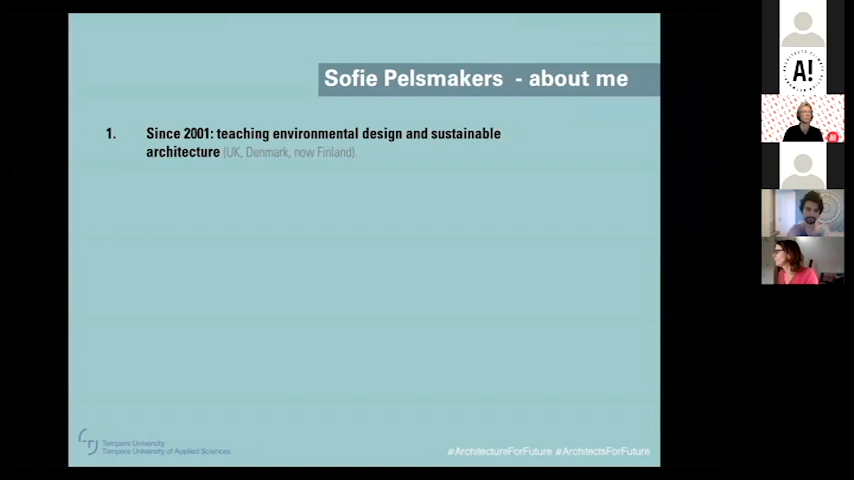 Sofie Pelsmakers - about me
1. Since 2001: teaching environmental design and sustainable
architecture (UK, Denmark, now Finland).
Tampere University
Tampere University of Applied Sciences
#ArchitectureForFuture #ArchitectsForFuture
A!